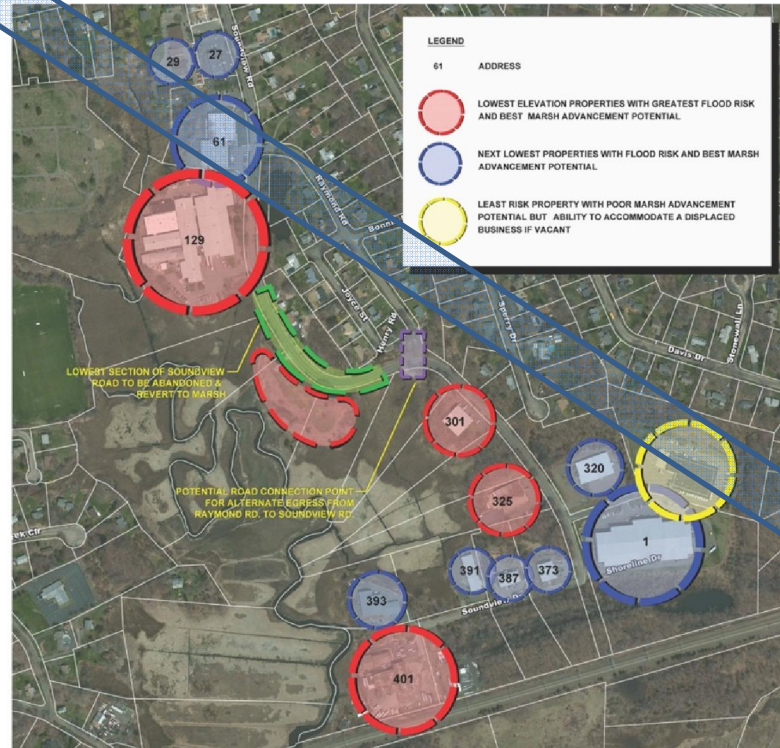 LEGEND
61 ADDRESS
LOWEST ELEVATION PROPERTIES WITH GREATEST FLOOD RISK
AND BEST MARSH ADVANCEMENT POTENTIAL
NEXT LOWEST PROPERTIES WITH FLOOD RISK AND BEST MARSH
ADVANCEMENT POTENTIAL
LEAST RISK PROPERTY WITH POOR MARSH ADVANCEMENT
POTENTIAL BUT ABILITY TO ACCOMMODATE A DISPLACED
BUSINESS IF VACANT
Soundview Rd
29
27
61
Raymond Rd
129
Joyce St
Henry Rd
Sperry Dr
Davis Dr
Stonewall Ln
LOWEST SECTION OF SOUNDVIEW
ROAD TO BE ABANDONED &
REVERT TO MARSH
301
320
POTENTIAL ROAD CONNECTION POINT
FOR ALTERNATE EGRESS FROM
RAYMOND RD. TO SOUNDVIEW RD.
325
1
Shoreline Dr
391
387
373
393
401